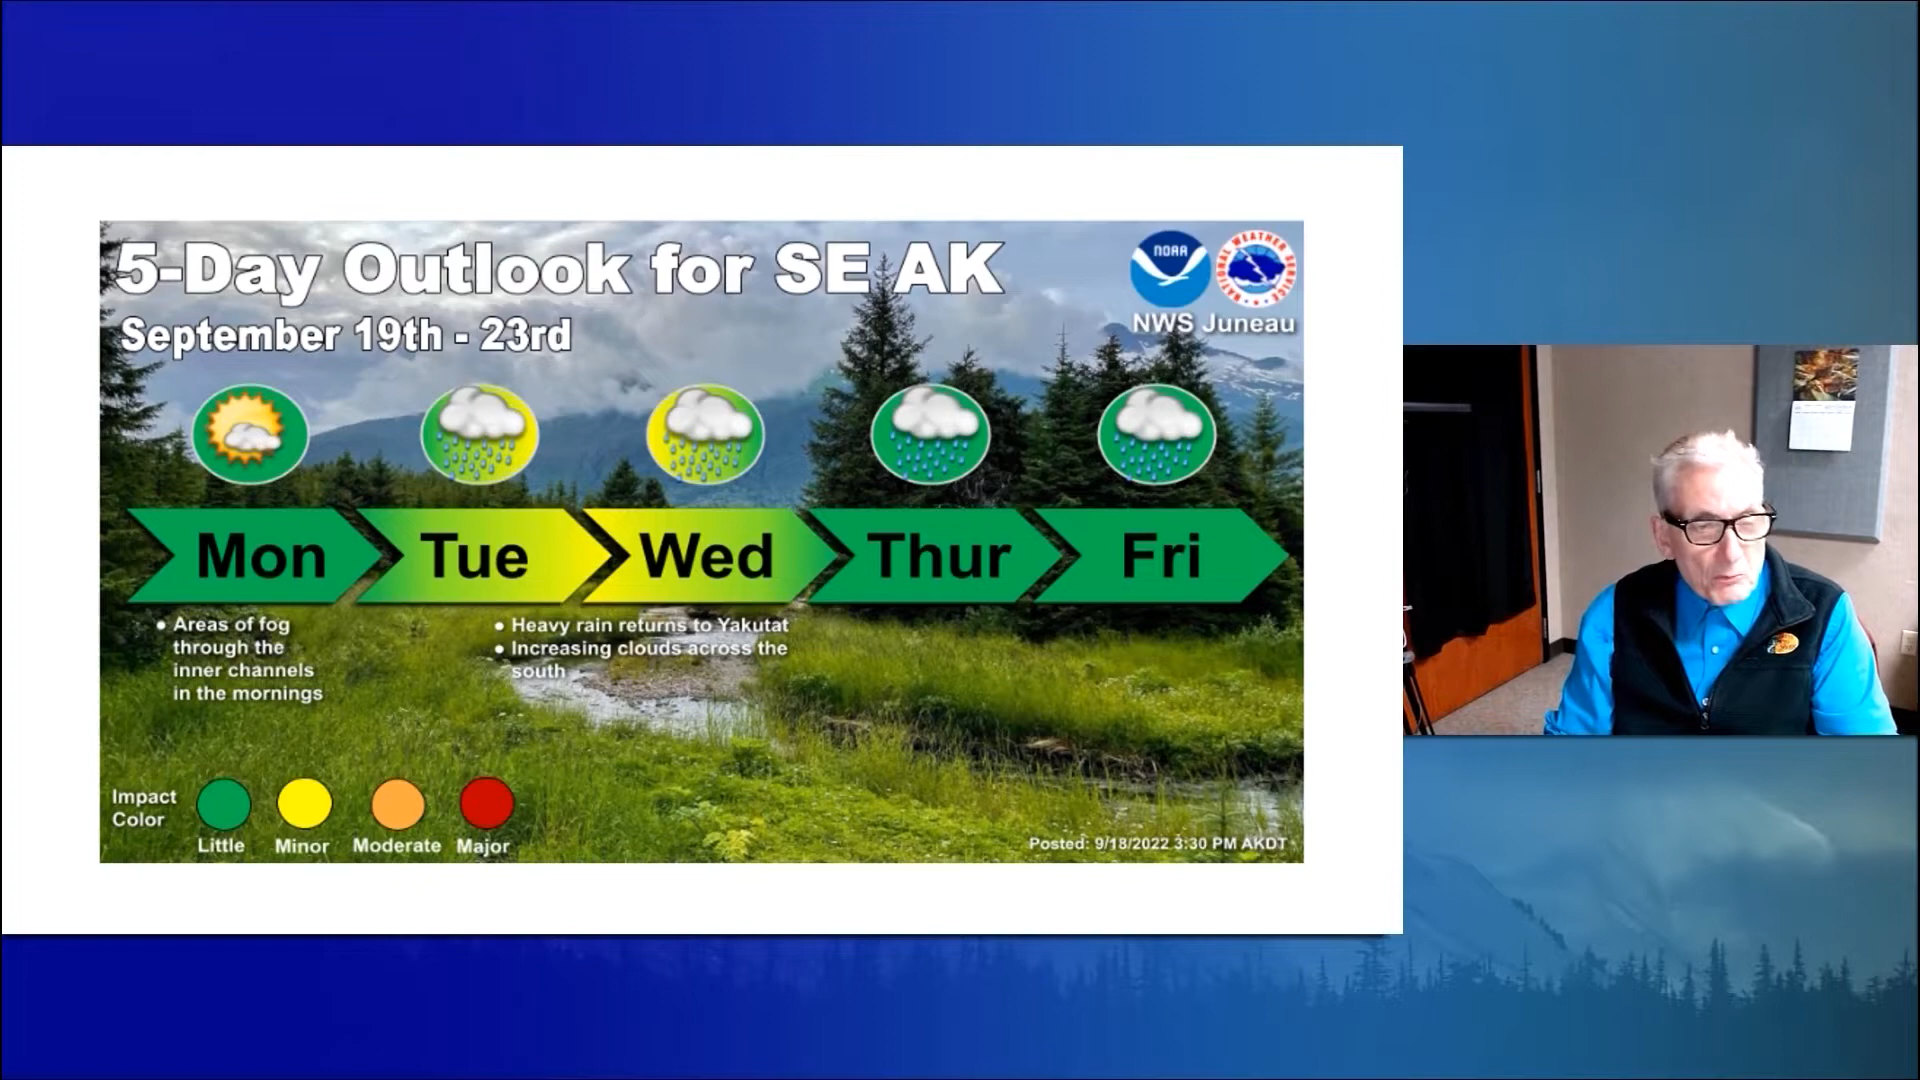 5-Day Outlook for SE AK
September 19th - 23rd
NOAA
NATIONAL WEATHER SERVICE
NWS Juneau
Mon
Tue
Wed
Thur
Fri
● Areas of fog
through the
inner channels
in the mornings
● Heavy rain returns to Yakutat
● Increasing clouds across the
south
Impact
Color
Little
Minor
Moderate
Major
Posted: 9/18/2022 3:30 PM AKDT